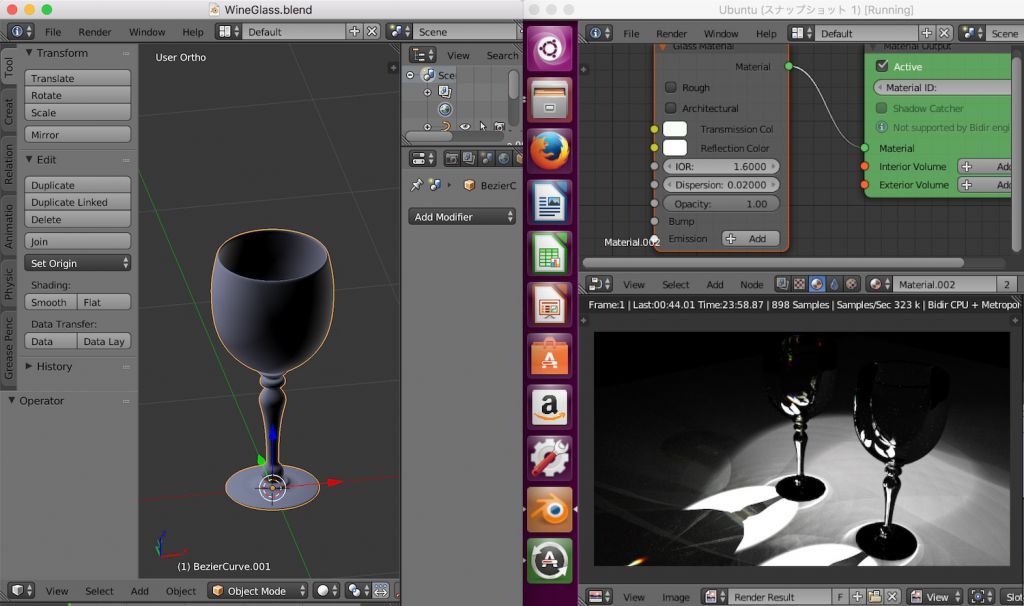 WineGlass.blend
File
Render
Window
Help
Default
Scene
Tool
Creat
Relation
Animatio
Physic
Grease Penc
Transform
Translate
Rotate
Scale
Mirror
Edit
Duplicate
Duplicate Linked
Delete
Join
Set Origin
Shading:
Smooth
Flat
Data Transfer:
Data
Data Lay
History
Operator
User Ortho
(1) BezierCurve.001
View
Search
Scei
BezierC
Add Modifier
View
Select
Add
Object
Object Mode
Ubuntu (スナップショット 1) [Running]
File
Render
Window
Help
Default
Scene
Glass Material
Material
Rough
Architectural
Transmission Col
Reflection Color
IOR: 1.6000
Dispersion: 0.02000
Opacity: 1.00
Bump
Emission
Add
Material.002
Material Output
Active
Material ID:
Shadow Catcher
Not supported by Bidir engi
Material
Interior Volume
Add
Exterior Volume
Add
View
Select
Add
Node
Material.002
2
Frame:1 | Last:00:44.01 Time:23:58.87 | 898 Samples | Samples/Sec 323 k | Bidir CPU + Metropol
View
Image
Render Result
F
View
Slot